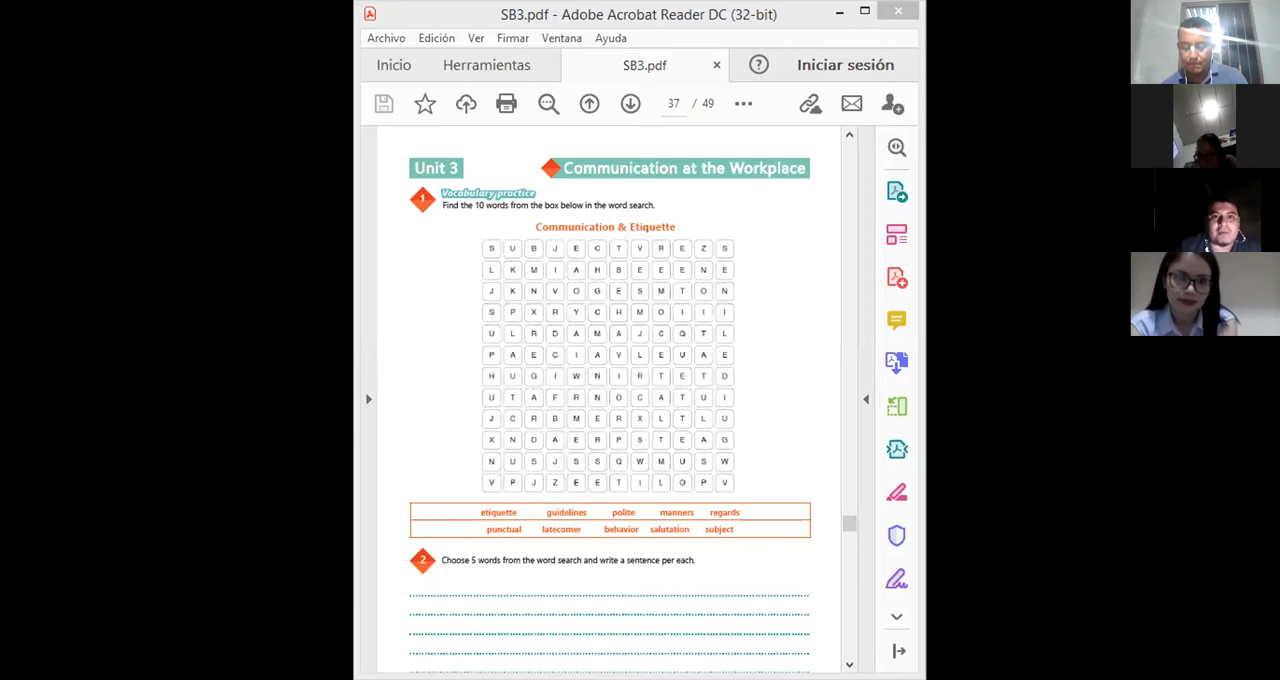 SB3.pdf - Adobe Acrobat Reader DC (32-bit)
Archivo Edición Ver Firmar Ventana Ayuda
Inicio Herramientas SB3.pdf × Iniciar sesión
37 / 49
Unit 3 Communication at the Workplace
1 Vocabulary practice
Find the 10 words from the box below in the word search.
Communication & Etiquette
S U B J E C T V R E Z S
L K M I A H B E E E N E
J K N V O G E S M T O N
S P X R Y C H M O I I I
U L R D A M A J C Q T L
P A E C I A V L E U A E
H U G I W N I R T E T D
U T A F R N O C A T U I
J C R B M E R X L T L U
X N D A E R P S T E A G
N U S J S S Q W M U S W
V P J Z E E T I L O P V
etiquette guidelines polite manners regards
punctual latecomer behavior salutation subject
2 Choose 5 words from the word search and write a sentence per each.